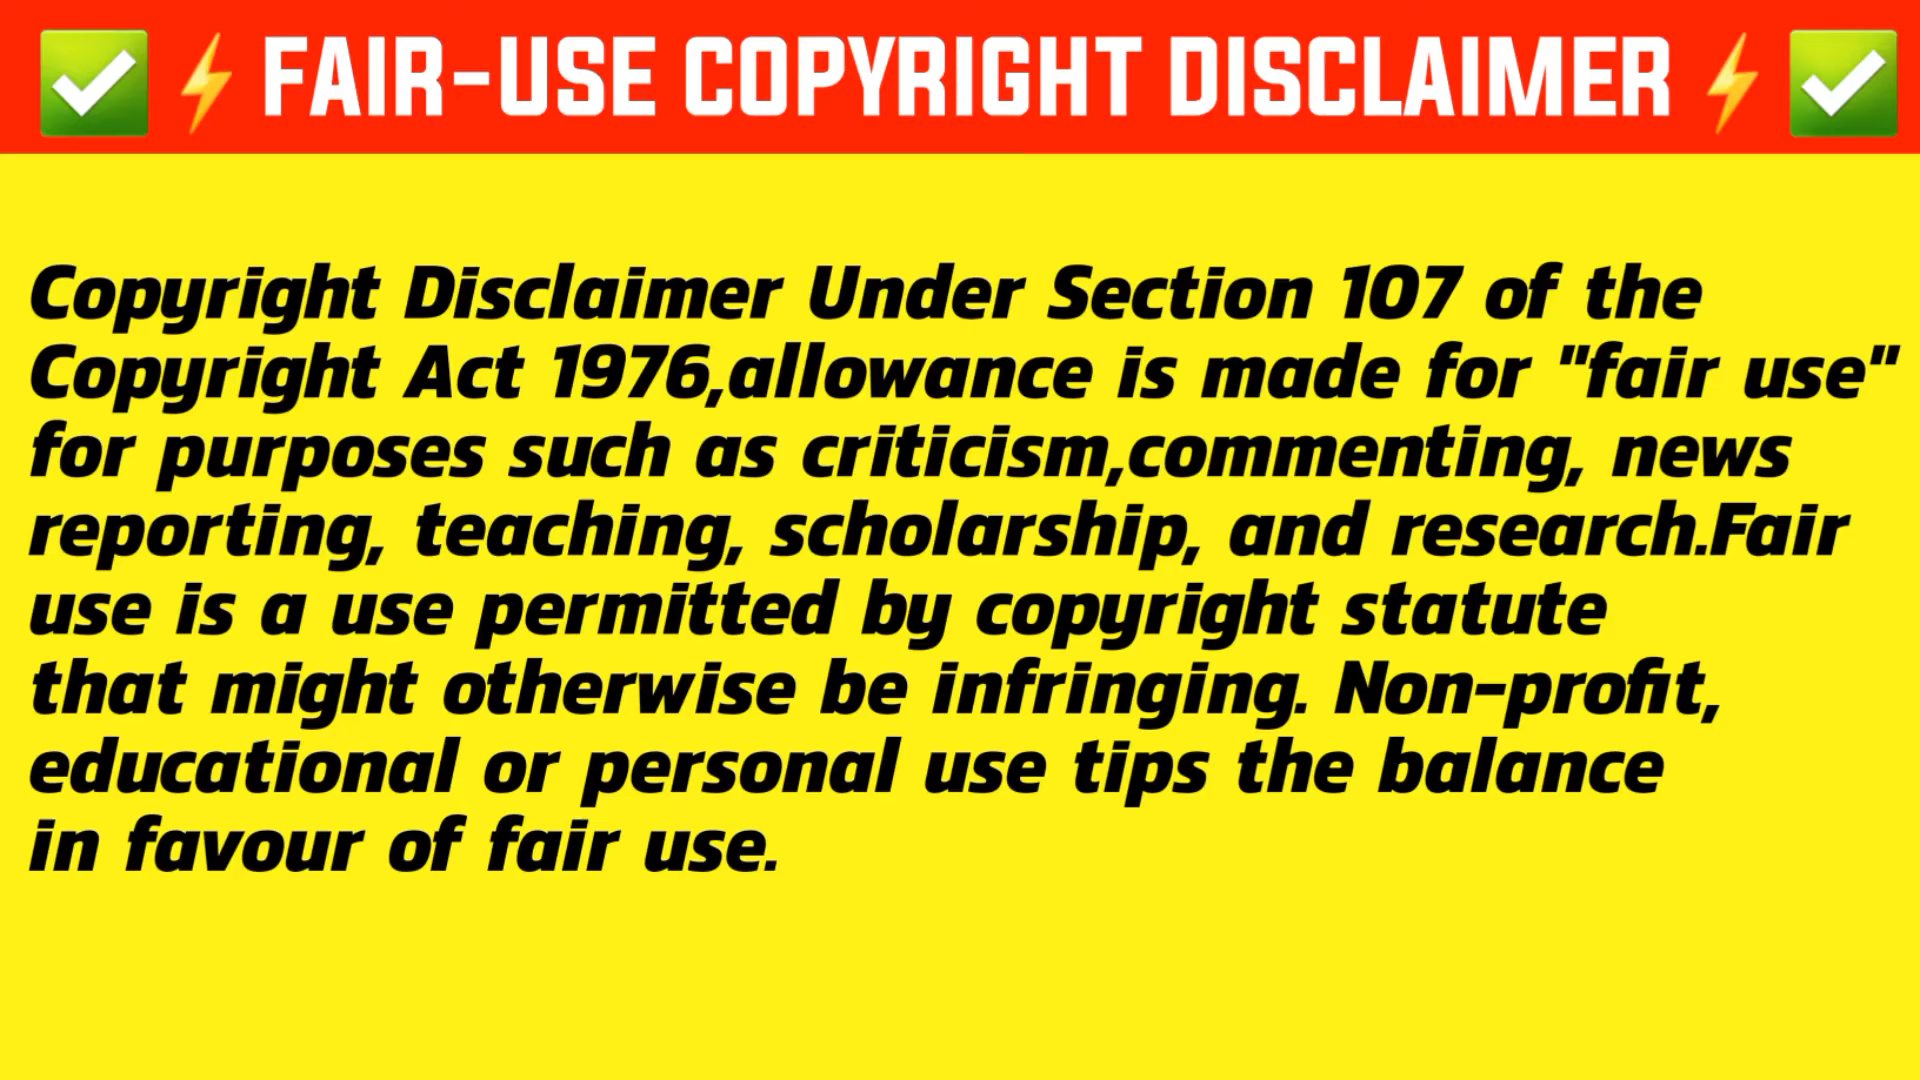 ✅ ⚡ FAIR-USE COPYRIGHT DISCLAIMER ⚡ ✅
Copyright Disclaimer Under Section 107 of the
Copyright Act 1976,allowance is made for "fair use"
for purposes such as criticism,commenting, news
reporting, teaching, scholarship, and research.Fair
use is a use permitted by copyright statute
that might otherwise be infringing. Non-profit,
educational or personal use tips the balance
in favour of fair use.